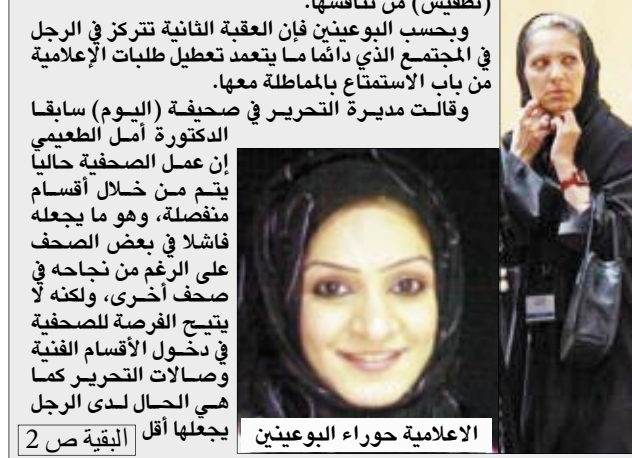 (تطفيش) من تنافسها.
وبحسب البوعينين فإن العقبة الثانية تتركز في الرجل
في المجتمع الذي دائما ما يتعمد تعطيل طلبات الإعلامية
من باب الاستمتاع بالمماطلة معها.
وقالت مديرة التحرير في صحيفة (اليوم) سابقا
الدكتورة أمل الطعيمي
إن عمل الصحفية حاليا
يتم من خلال أقسام
منفصلة، وهو ما يجعله
فاشلا في بعض الصحف
على الرغم من نجاحه في
صحف أخرى، ولكنه لا
يتيح الفرصة للصحفية
في دخول الأقسام الفنية
وصالات التحرير كما
هي الحال لدى الرجل
يجعلها أقل
البقية ص 2
الاعلامية حوراء البوعينين